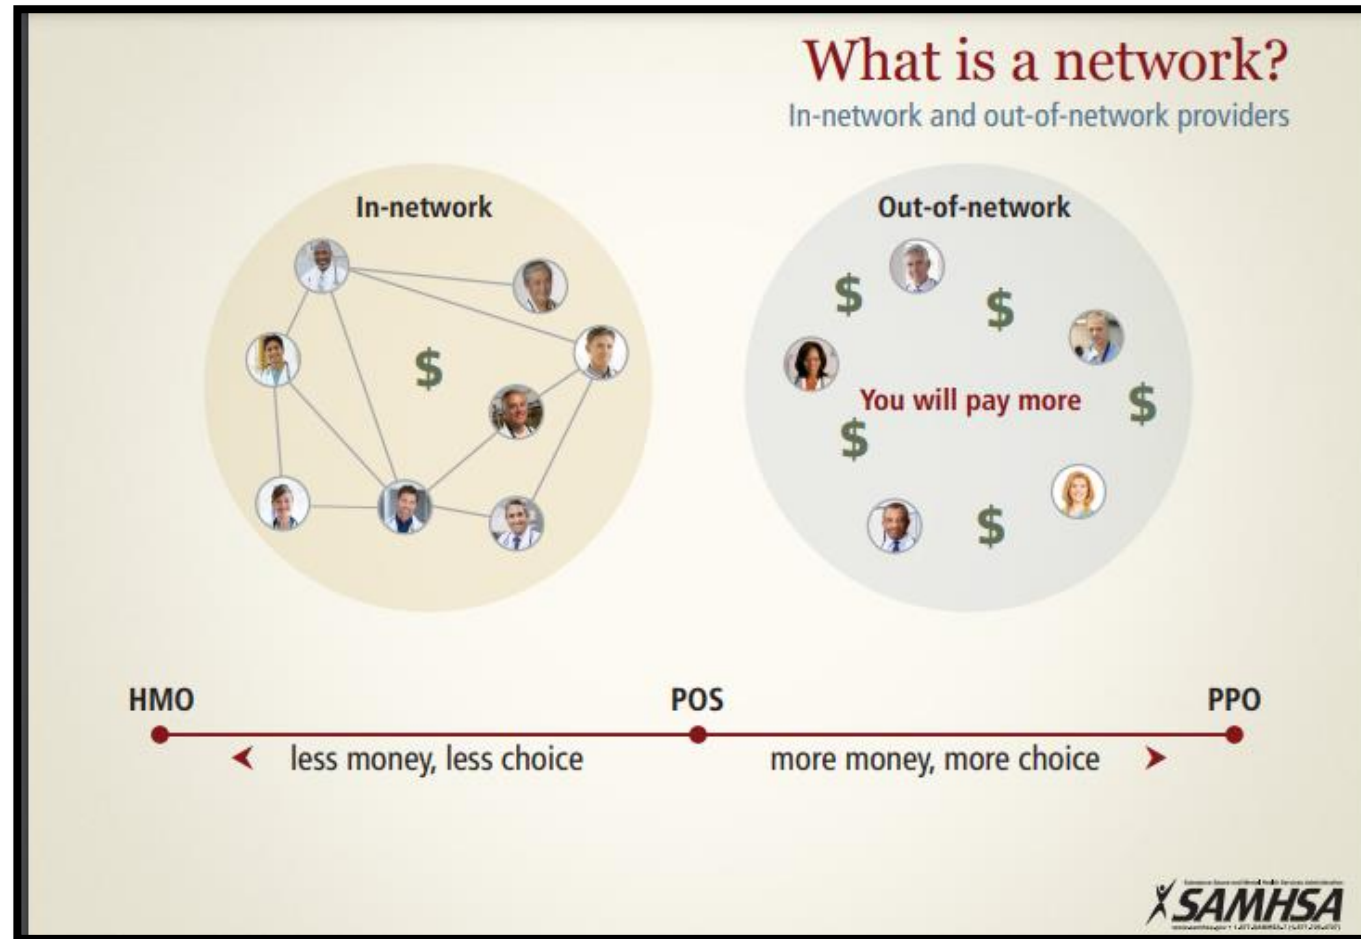 What is a network?
In-network and out-of-network providers
In-network
$
Out-of-network
$
$
You will pay more
$
$
$
HMO
POS
PPO
less money, less choice
more money, more choice
SAMHSA